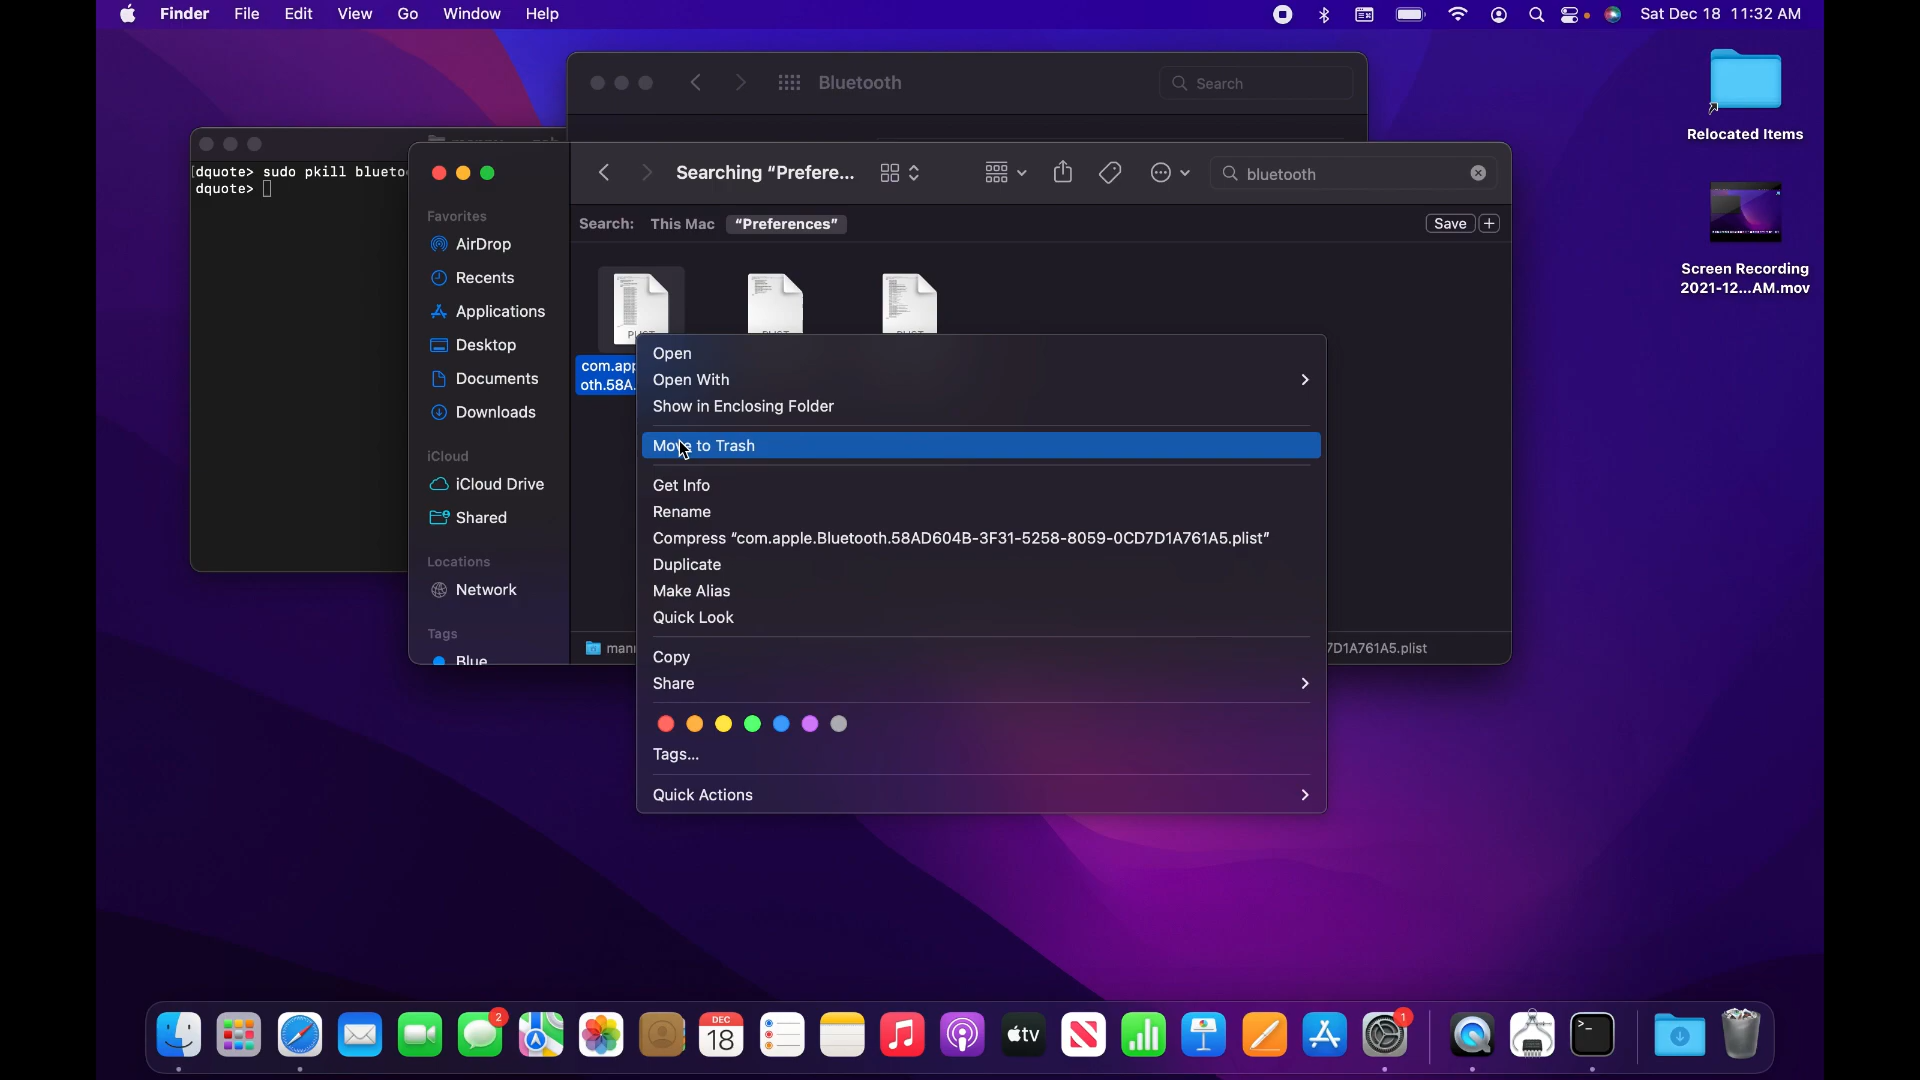 Finder File Edit View Go Window Help Sat Dec 18 11:32 AM
Bluetooth Search
Relocated Items
Screen Recording
2021-12...AM.mov
[dquote> sudo pkill blueto
dquote>
Searching “Prefere... bluetooth
Search: This Mac “Preferences” Save +
Favorites
AirDrop
Recents
Applications
Desktop
Documents
Downloads
iCloud
iCloud Drive
Shared
Locations
Network
Tags
Blue
com.app
oth.58A.
Open
Open With
Show in Enclosing Folder
Move to Trash
Get Info
Rename
Compress “com.apple.Bluetooth.58AD604B-3F31-5258-8059-0CD7D1A761A5.plist”
Duplicate
Make Alias
Quick Look
Copy
Share
Tags...
Quick Actions
7D1A761A5.plist
2
DEC
18
tv
1
>_